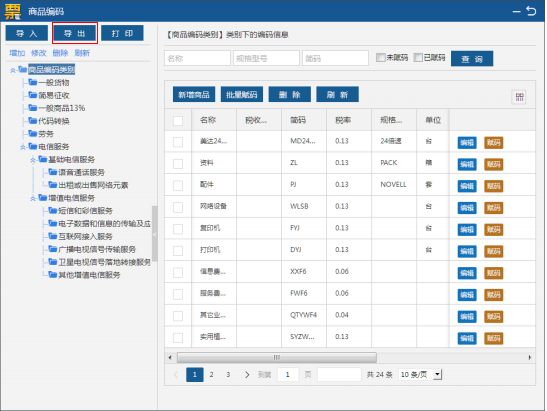 票 商品编码
导 入 导 出 打 印
增加 修改 删除 刷新
商品编码类别
一般货物
简易征收
一般商品13%
代码转换
劳务
电信服务
基础电信服务
语音通话服务
出租或出售网络元素
增值电信服务
短信和彩信服务
电子数据和信息的传输及应
互联网接入服务
广播电视信号传输服务
卫星电视信号落地转接服务
其他增值电信服务
【商品编码类别】类别下的编码信息
名称 规格型号 简码 未赋码 已赋码 查 询
新增商品 批量赋码 删 除 刷 新
名称 税收... 简码 税率 规格... 单位
美达24... MD24... 0.13 24倍速 台 编辑 赋码
资料 ZL 0.13 PACK 编辑 赋码
配件 PJ 0.13 NOVELL 套 编辑 赋码
网络设备 WLSB 0.13 台 编辑 赋码
复印机 FYJ 0.13 台 编辑 赋码
打印机 DYJ 0.13 台 编辑 赋码
信息囊... XXF6 0.06 编辑 赋码
服务囊... FWF6 0.06 编辑 赋码
其它业... QTYWF4 0.04 编辑 赋码
实用植... SYZW... 0.13 编辑 赋码
1 2 3 到第 1 页 共 24 条 10 条/页